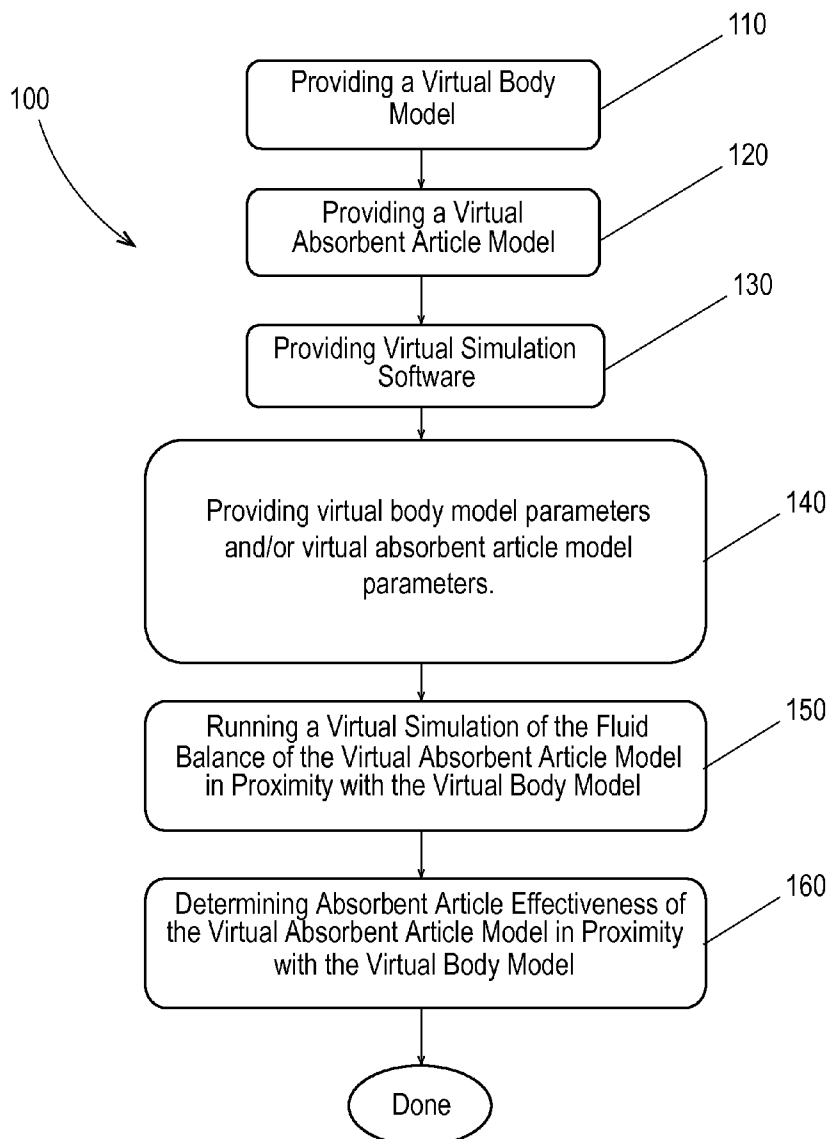 110
Providing a Virtual Body
Model
100
120
Providing a Virtual
Absorbent Article Model
130
Providing Virtual Simulation
Software
140
Providing virtual body model parameters
and/or virtual absorbent article model
parameters.
150
Running a Virtual Simulation of the Fluid
Balance of the Virtual Absorbent Article Model
in Proximity with the Virtual Body Model
160
Determining Absorbent Article Effectiveness of
the Virtual Absorbent Article Model in Proximity
with the Virtual Body Model
Done